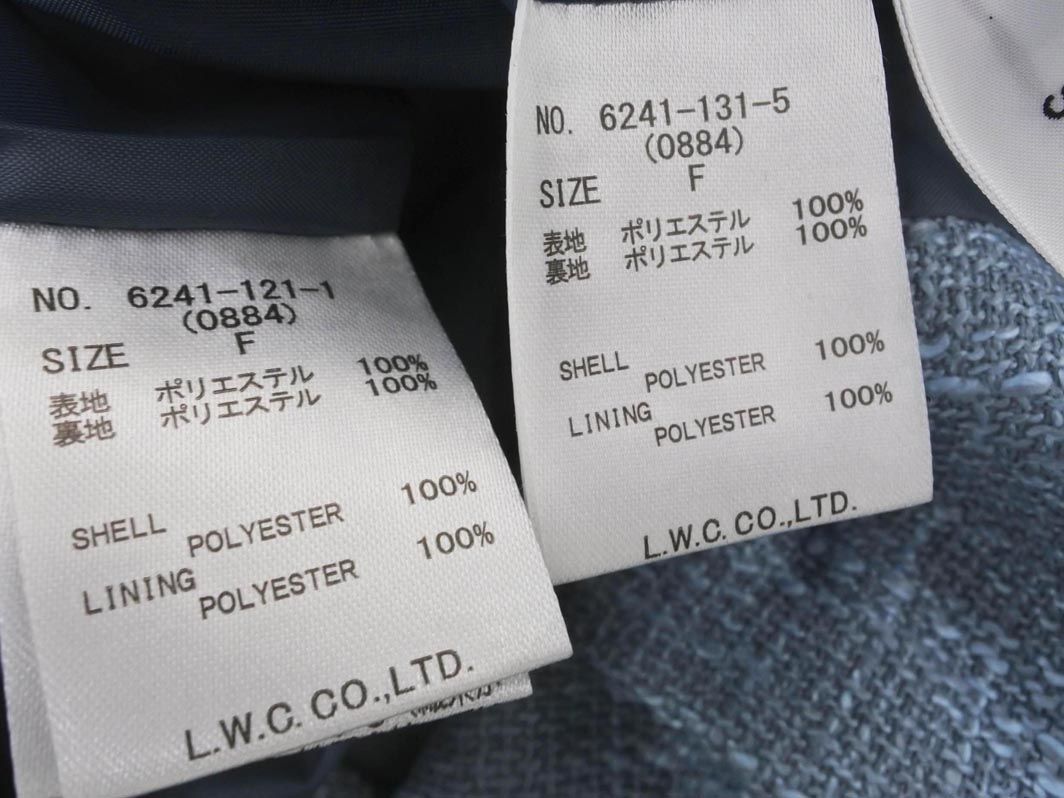 NO. 6241-121-1
(0884)
SIZE F
表地 ポリエステル 100%
裏地 ポリエステル 100%
SHELL
POLYESTER 100%
LINING
POLYESTER 100%
L.W.C. CO.,LTD.
NO. 6241-131-5
(0884)
SIZE F
表地 ポリエステル 100%
裏地 ポリエステル 100%
SHELL
POLYESTER 100%
LINING
POLYESTER 100%
L.W.C. CO.,LTD.